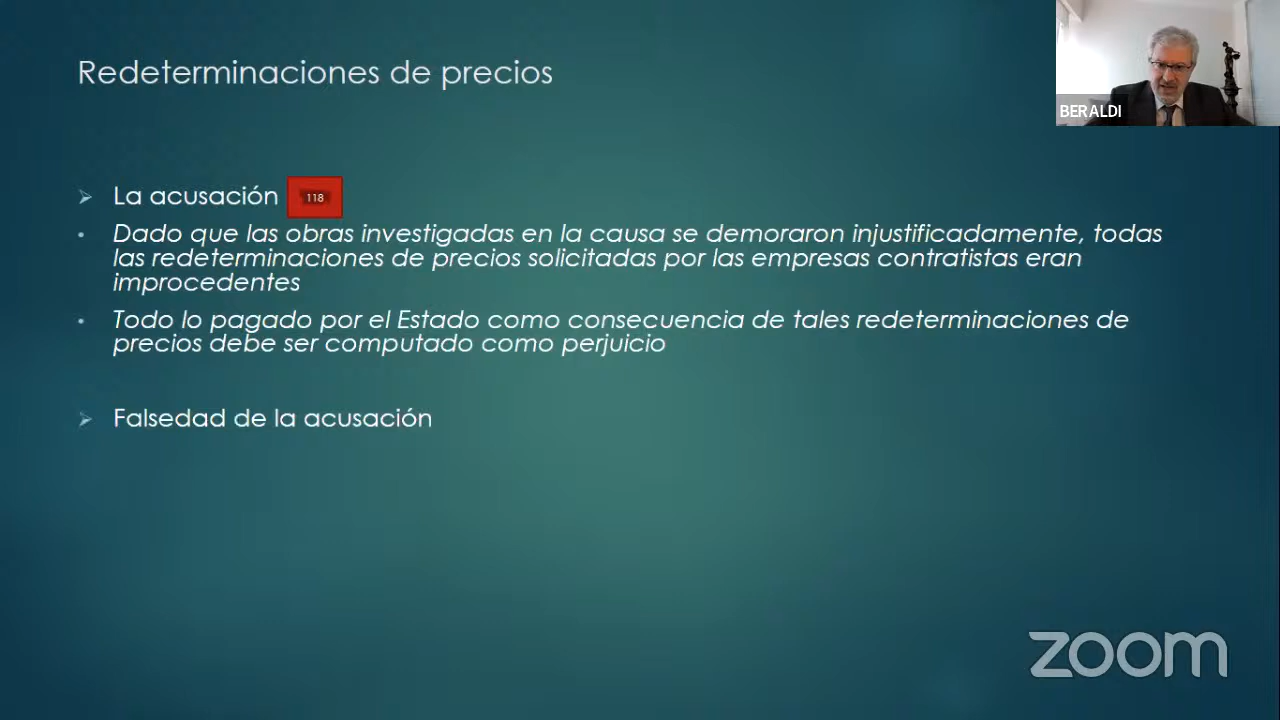 Redeterminaciones de precios
BERALDI
La acusación 118
Dado que las obras investigadas en la causa se demoraron injustificadamente, todas
las redeterminaciones de precios solicitadas por las empresas contratistas eran
improcedentes
Todo lo pagado por el Estado como consecuencia de tales redeterminaciones de
precios debe ser computado como perjuicio
Falsedad de la acusación
zoom